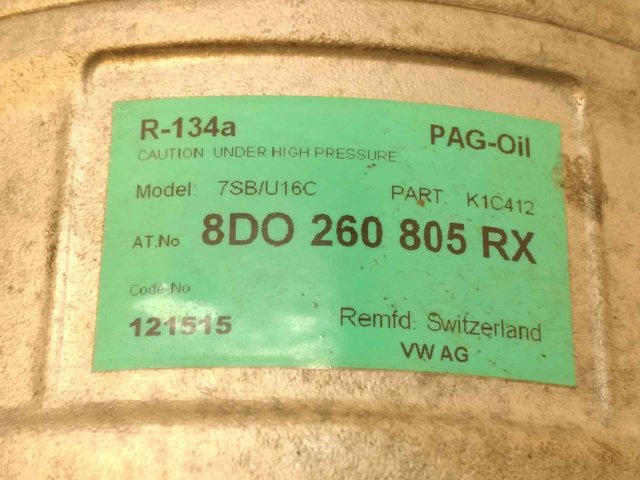 R-134a PAG-Oil
CAUTION UNDER HIGH PRESSURE
Model: 7SB/U16C PART. K1C412
AT.No 8DO 260 805 RX
Code No
121515 Remfd: Switzerland
VW AG